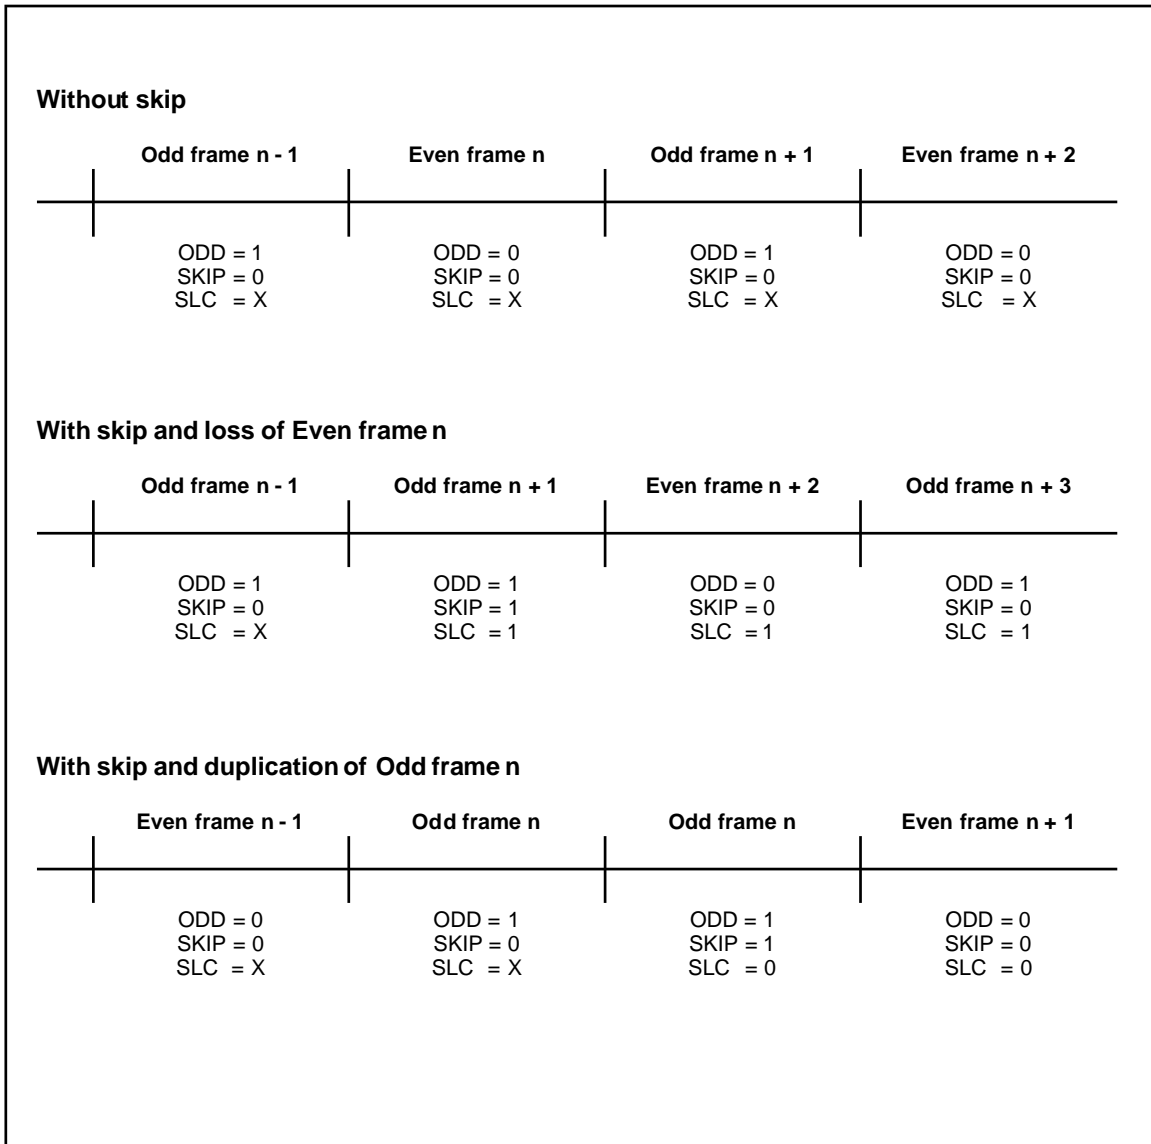 Without skip
Odd frame n - 1 Even frame n Odd frame n + 1 Even frame n + 2
ODD = 1 ODD = 0 ODD = 1 ODD = 0
SKIP = 0 SKIP = 0 SKIP = 0 SKIP = 0
SLC = X SLC = X SLC = X SLC = X
With skip and loss of Even frame n
Odd frame n - 1 Odd frame n + 1 Even frame n + 2 Odd frame n + 3
ODD = 1 ODD = 1 ODD = 0 ODD = 1
SKIP = 0 SKIP = 1 SKIP = 0 SKIP = 0
SLC = X SLC = 1 SLC = 1 SLC = 1
With skip and duplication of Odd frame n
Even frame n - 1 Odd frame n Odd frame n Even frame n + 1
ODD = 0 ODD = 1 ODD = 1 ODD = 0
SKIP = 0 SKIP = 0 SKIP = 1 SKIP = 0
SLC = X SLC = X SLC = 0 SLC = 0